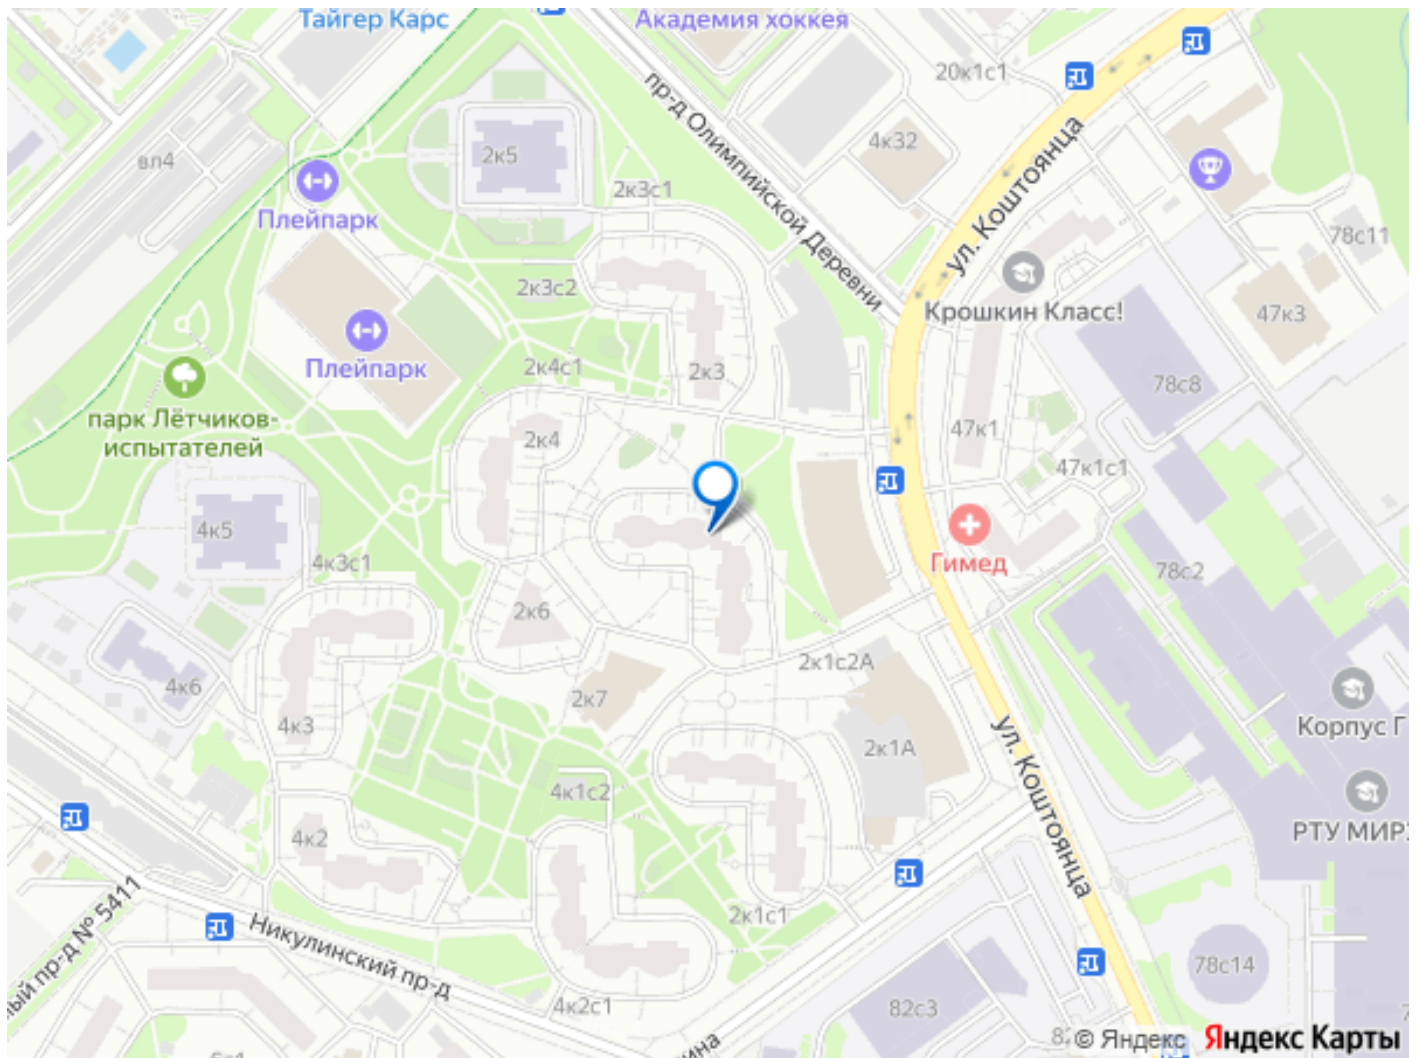 Тайгер Карс
Академия хоккея
20к1с1
пр-д Олимпийской Деревни
ул. Коштоянца
4к32
вл4
2к5
2к3с1
Плейпарк
78с11
2к3с2
Крошкин Класс!
47к3
Плейпарк
2к4с1
2к3
78с8
парк Лётчиков-
испытателей
2к4
47к1
47к1с1
4к5
4к3с1
Гимед
78с2
2к6
2к1с2А
4к6
2к7
4к3
2к1А
ул. Коштоянца
Корпус Г
4к1с2
4к2
РТУ МИРЭ
2к1с1
Никулинский пр-д
пр-д № 5411
78с14
4к2с1
82с3
© Яндекс
Яндекс Карты